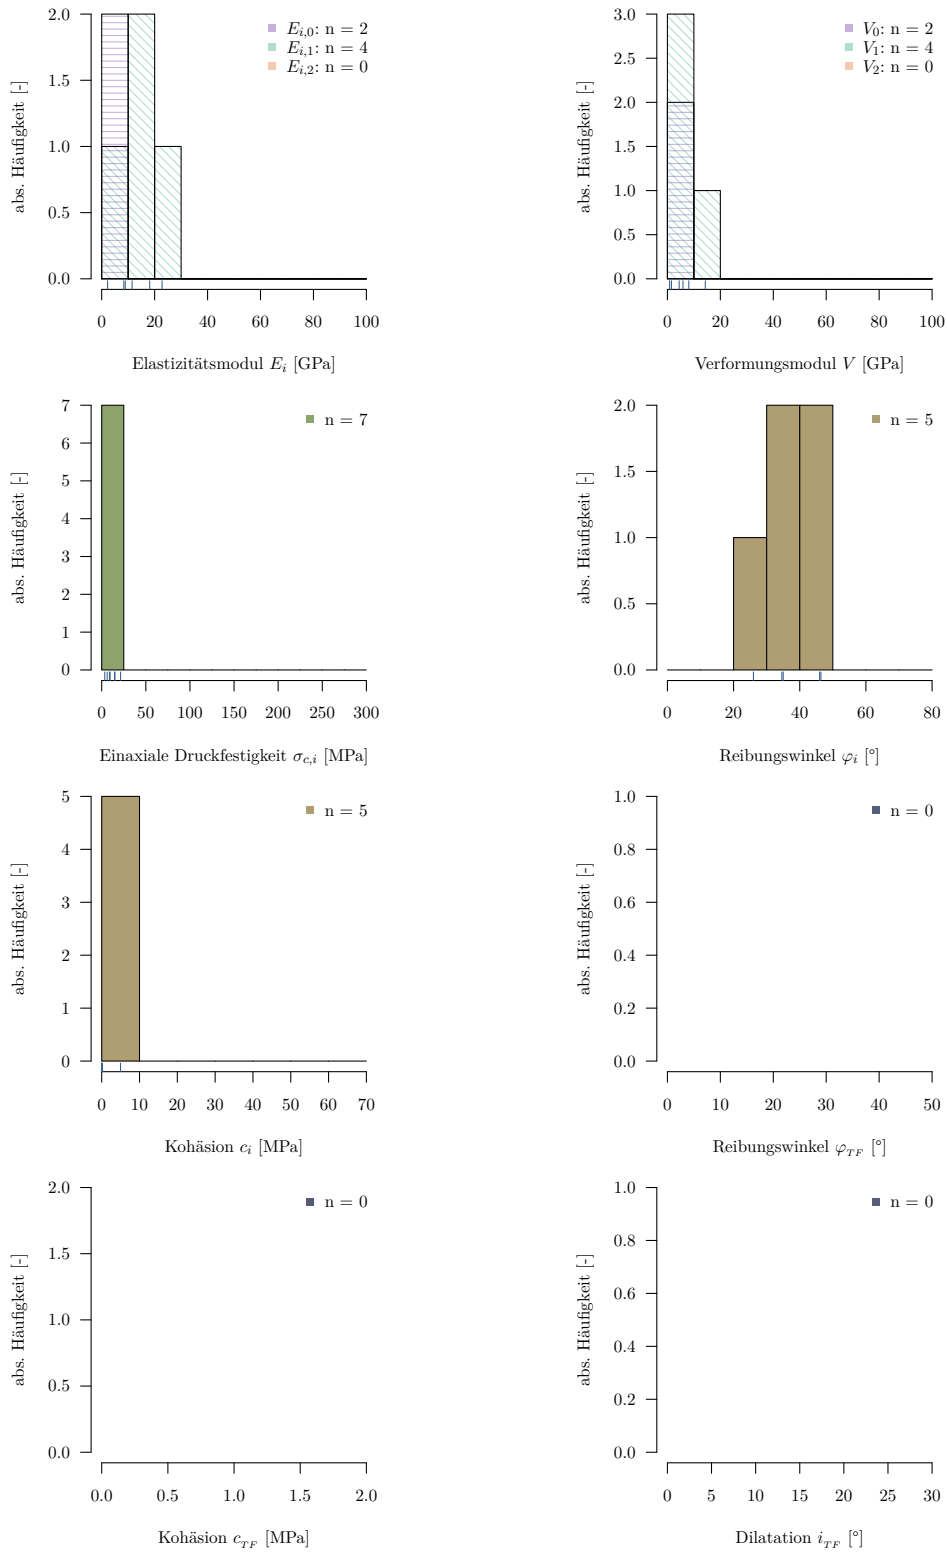 abs. Häufigkeit [-]
2.0
1.5
1.0
0.5
0.0
E_{i,0}: n = 2
E_{i,1}: n = 4
E_{i,2}: n = 0
0 20 40 60 80 100
Elastizitätsmodul E_i [GPa]
abs. Häufigkeit [-]
3.0
2.5
2.0
1.5
1.0
0.5
0.0
V_0: n = 2
V_1: n = 4
V_2: n = 0
0 20 40 60 80 100
Verformungsmodul V [GPa]
abs. Häufigkeit [-]
7
6
5
4
3
2
1
0
n = 7
0 50 100 150 200 250 300
Einaxiale Druckfestigkeit σ_{c,i} [MPa]
abs. Häufigkeit [-]
2.0
1.5
1.0
0.5
0.0
n = 5
0 20 40 60 80
Reibungswinkel φ_i [°]
abs. Häufigkeit [-]
5
4
3
2
1
0
n = 5
0 10 20 30 40 50 60 70
Kohäsion c_i [MPa]
abs. Häufigkeit [-]
1.0
0.8
0.6
0.4
0.2
0.0
n = 0
0 10 20 30 40 50
Reibungswinkel φ_{TF} [°]
abs. Häufigkeit [-]
2.0
1.5
1.0
0.5
0.0
n = 0
0.0 0.5 1.0 1.5 2.0
Kohäsion c_{TF} [MPa]
abs. Häufigkeit [-]
1.0
0.8
0.6
0.4
0.2
0.0
n = 0
0 5 10 15 20 25 30
Dilatation i_{TF} [°]